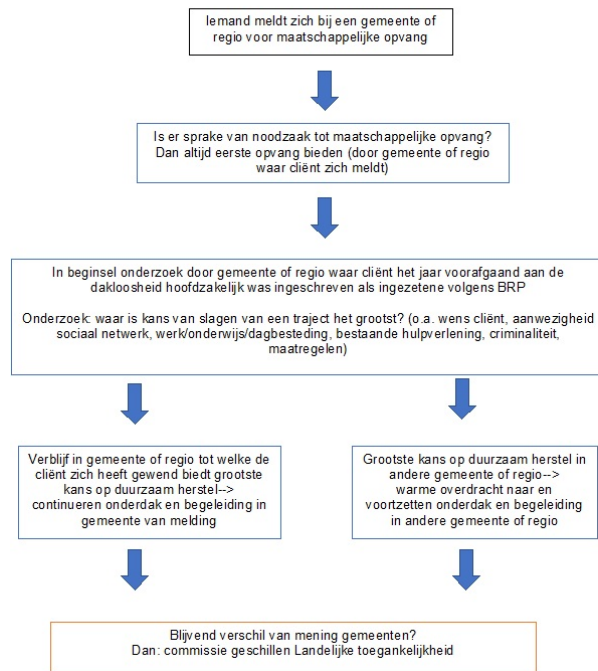 Iemand meldt zich bij een gemeente of
regio voor maatschappelijke opvang
Is er sprake van noodzaak tot maatschappelijke opvang?
Dan altijd eerste opvang bieden (door gemeente of regio
waar cliënt zich meldt)
In beginsel onderzoek door gemeente of regio waar cliënt het jaar voorafgaand aan de
dakloosheid hoofdzakelijk was ingeschreven als ingezetene volgens BRP
Onderzoek: waar is kans van slagen van een traject het grootst? (o.a. wens cliënt, aanwezigheid
sociaal netwerk, werk/onderwijs/dagbesteding, bestaande hulpverlening, criminaliteit,
maatregelen)
Verblijf in gemeente of regio tot welke de
cliënt zich heeft gewend biedt grootste
kans op duurzaam herstel-->
continueren onderdak en begeleiding in
gemeente van melding
Grootste kans op duurzaam herstel in
andere gemeente of regio-->
warme overdracht naar en
voortzetten onderdak en begeleiding
in andere gemeente of regio
Blijvend verschil van mening gemeenten?
Dan: commissie geschillen Landelijke toegankelijkheid